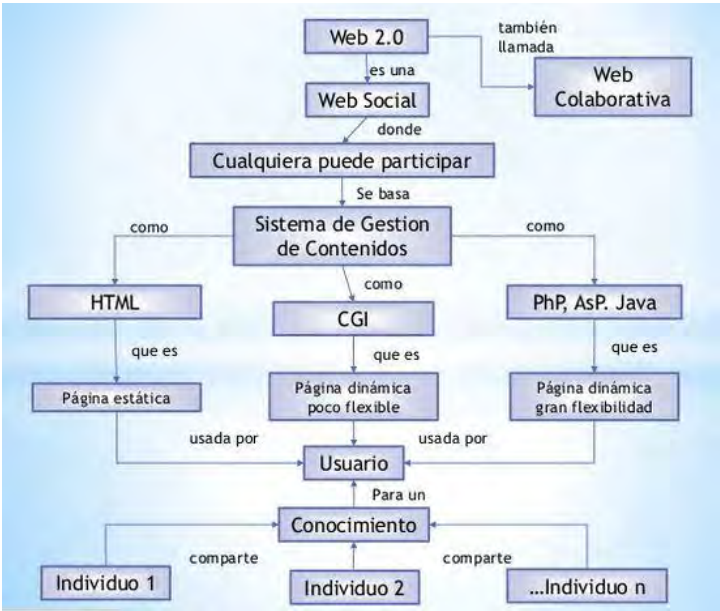 Web 2.0
también
llamada
es una
Web
Colaborativa
Web Social
donde
Cualquiera puede participar
Se basa
Sistema de Gestion
de Contenidos
como
como
como
HTML
CGI
PhP, AsP. Java
que es
que es
que es
Página estática
Página dinámica
poco flexible
Página dinámica
gran flexibilidad
usada por
usada por
Usuario
Para un
Conocimiento
comparte
comparte
Individuo 1
Individuo 2
...Individuo n